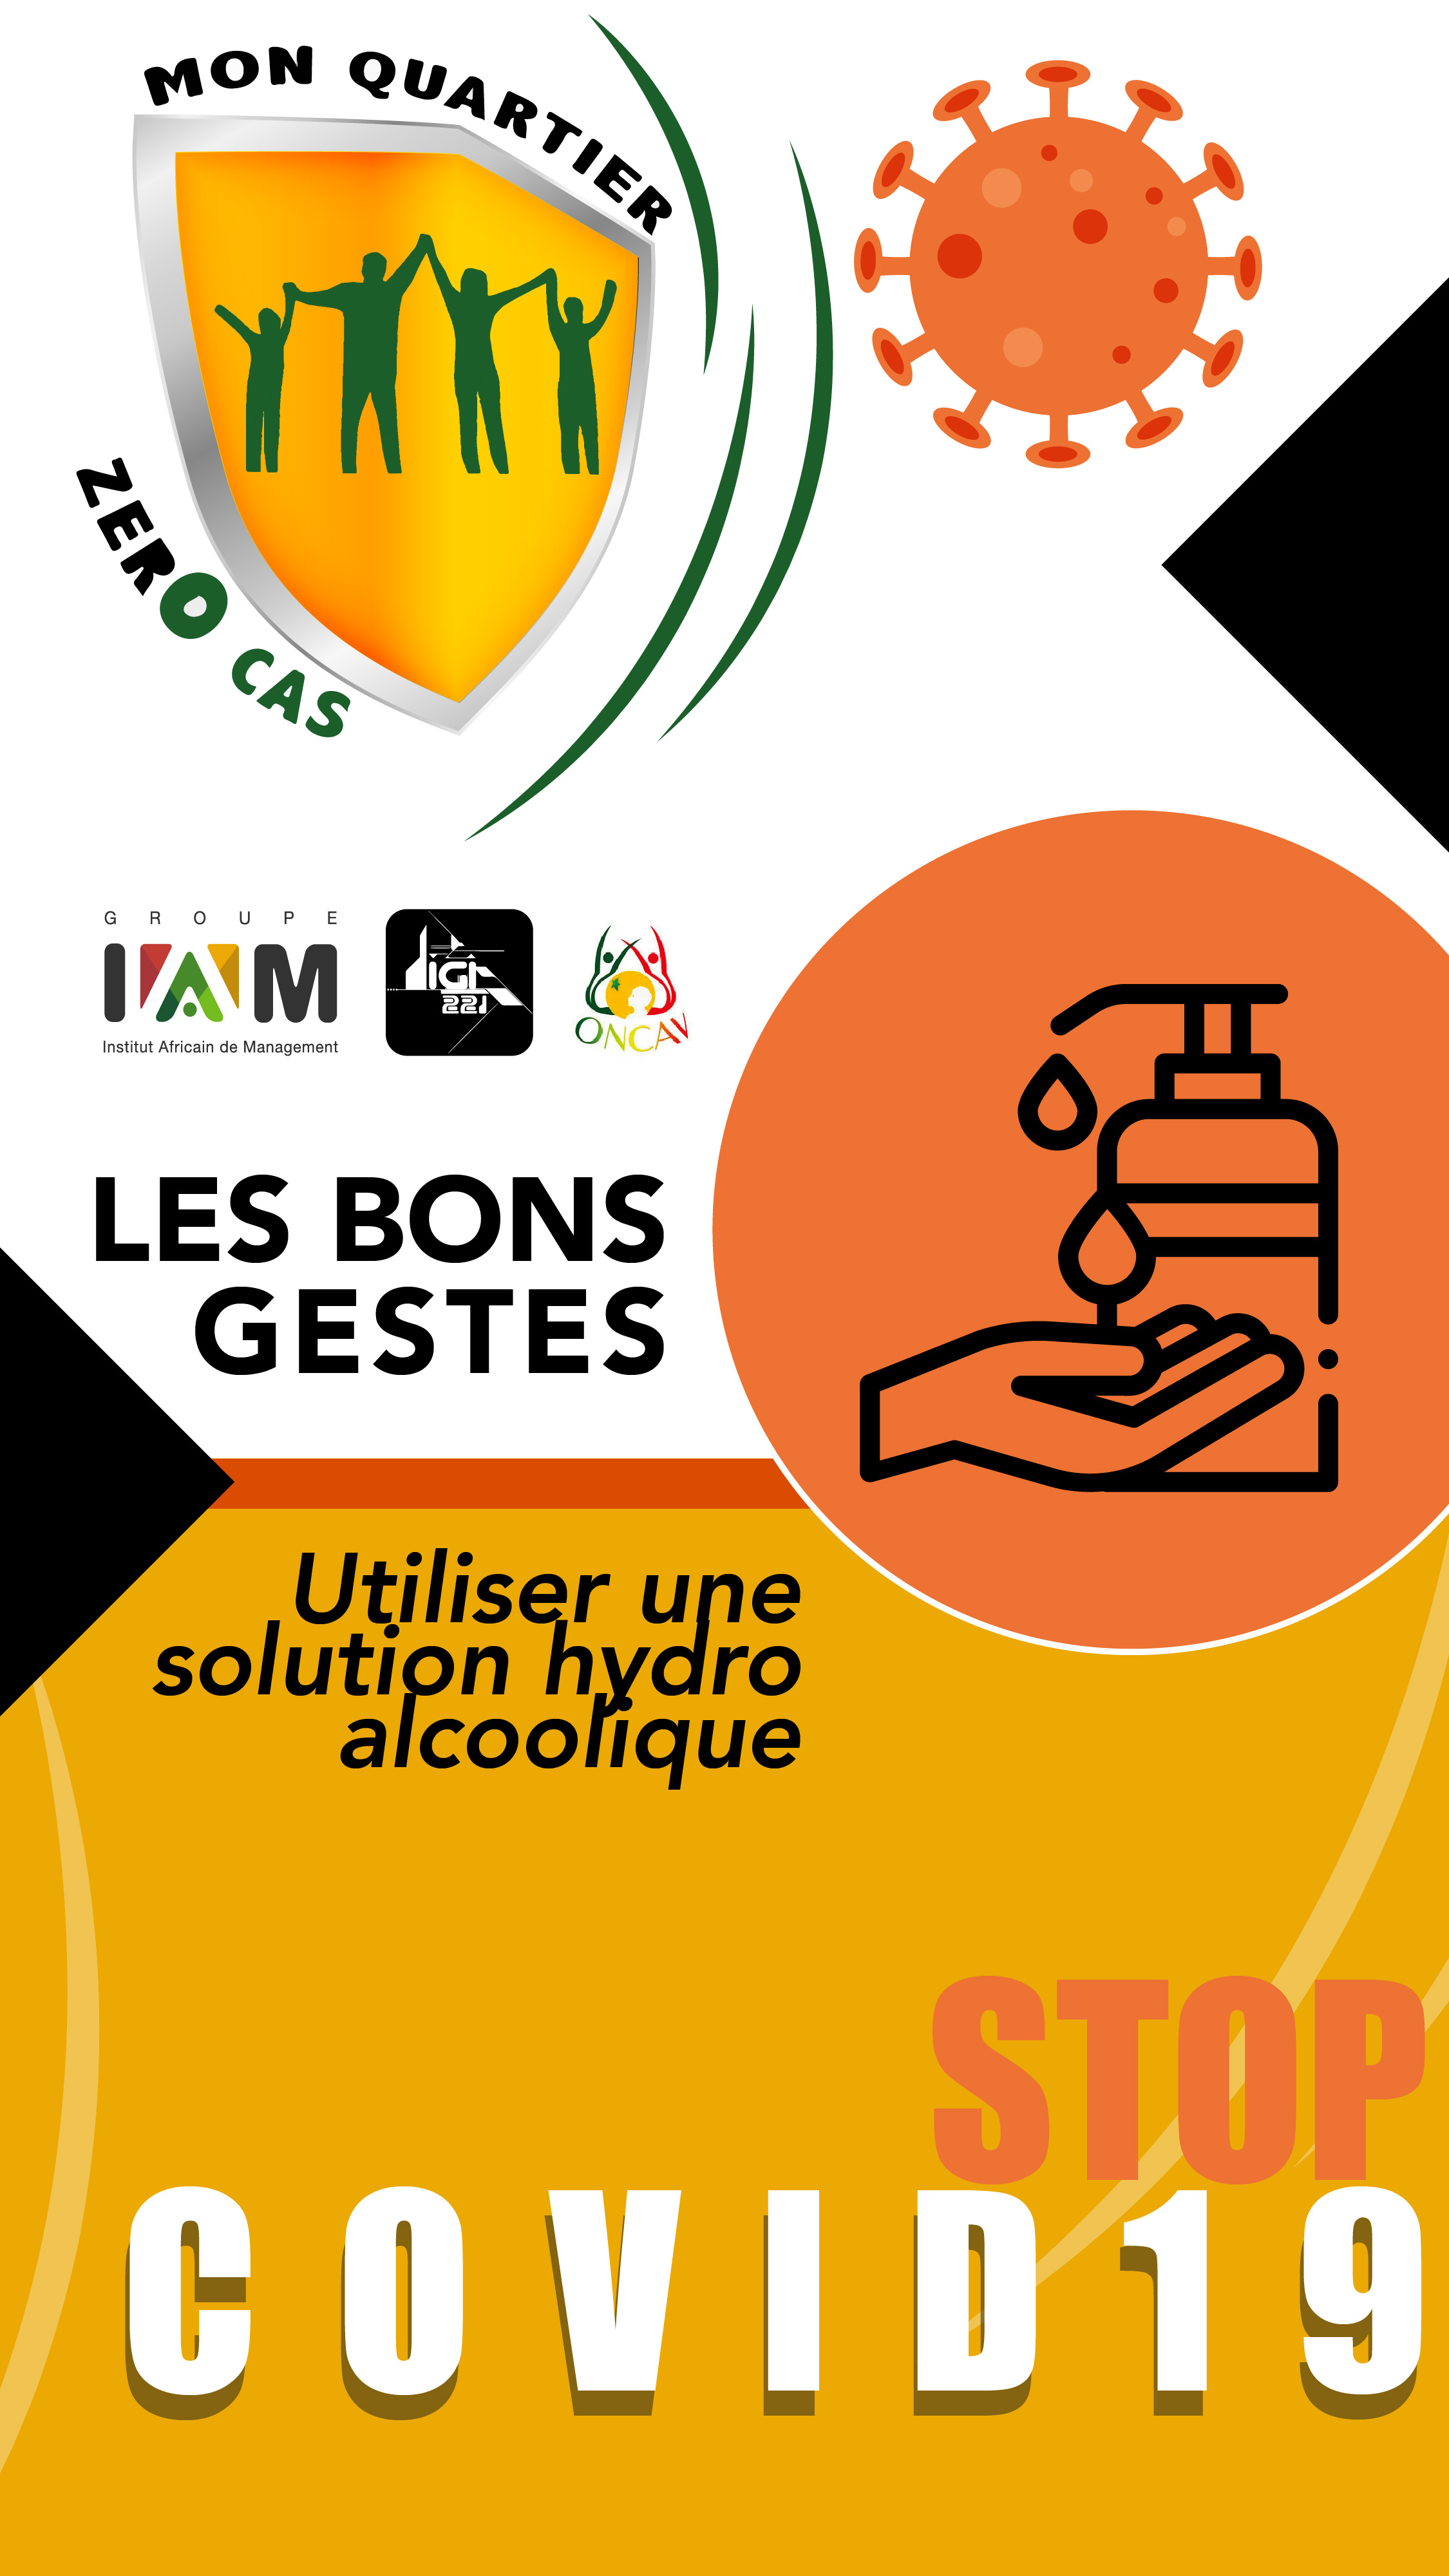 MON QUARTIER
ZERO CAS
GROUPE
IAM
Institut Africain de Management
221
ONCAV
LES BONS
GESTES
Utiliser une
solution hydro
alcoolique
STOP
COVID19